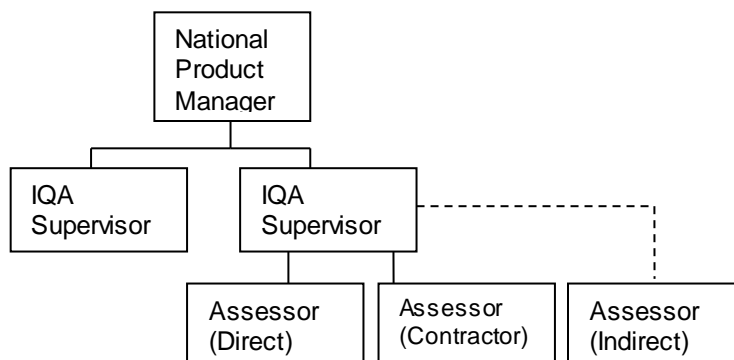 National
Product
Manager
IQA
Supervisor
IQA
Supervisor
Assessor
(Direct)
Assessor
(Contractor)
Assessor
(Indirect)